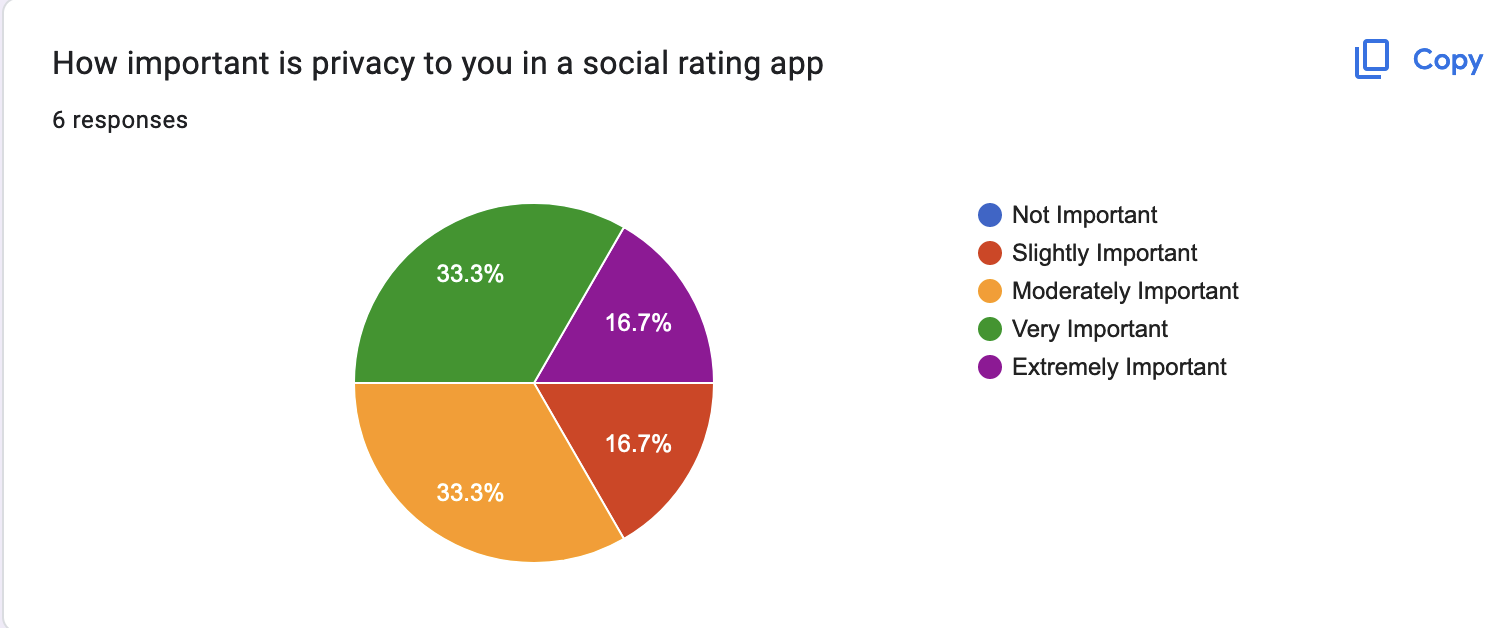 How important is privacy to you in a social rating app
Copy
6 responses
33.3%
16.7%
16.7%
33.3%
Not Important
Slightly Important
Moderately Important
Very Important
Extremely Important